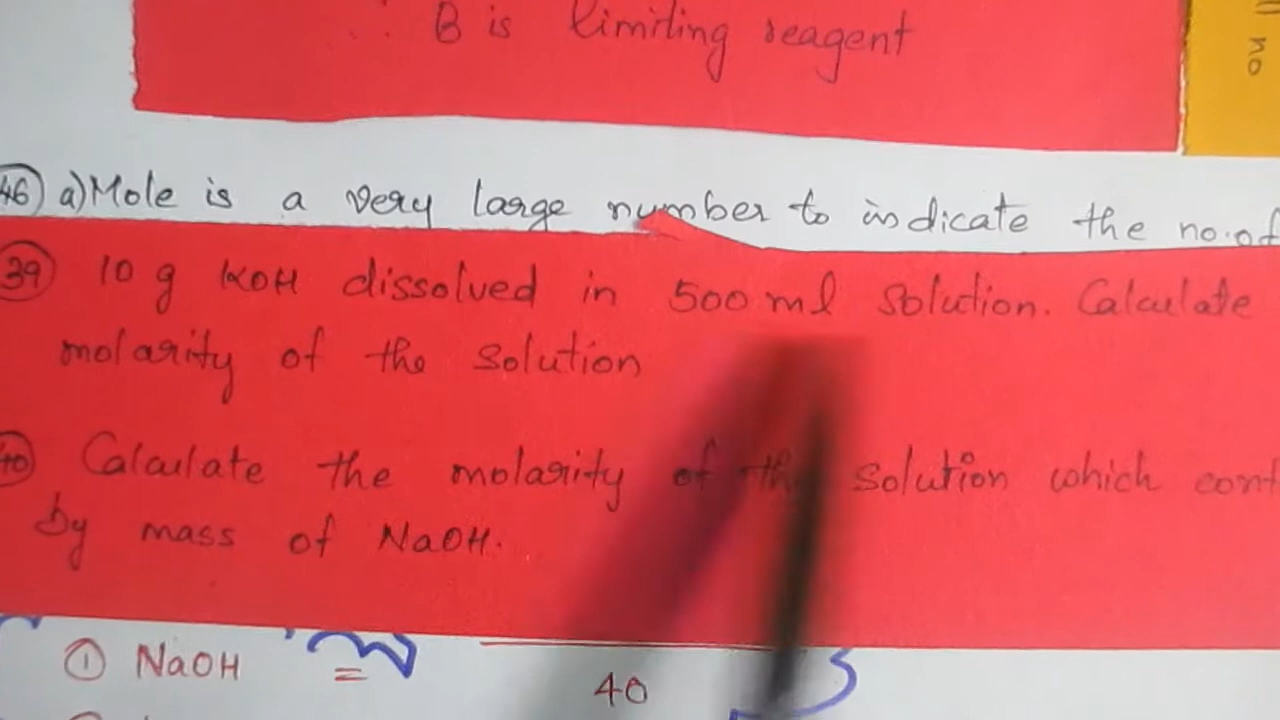 ∴ B is limiting reagent
no
46) a) Mole is a very large number to indicate the no. of
39) 10 g KOH dissolved in 500 ml solution. Calculate
molarity of the solution
40) Calculate the molarity of the solution which
by mass of NaOH.
① NaOH =
40